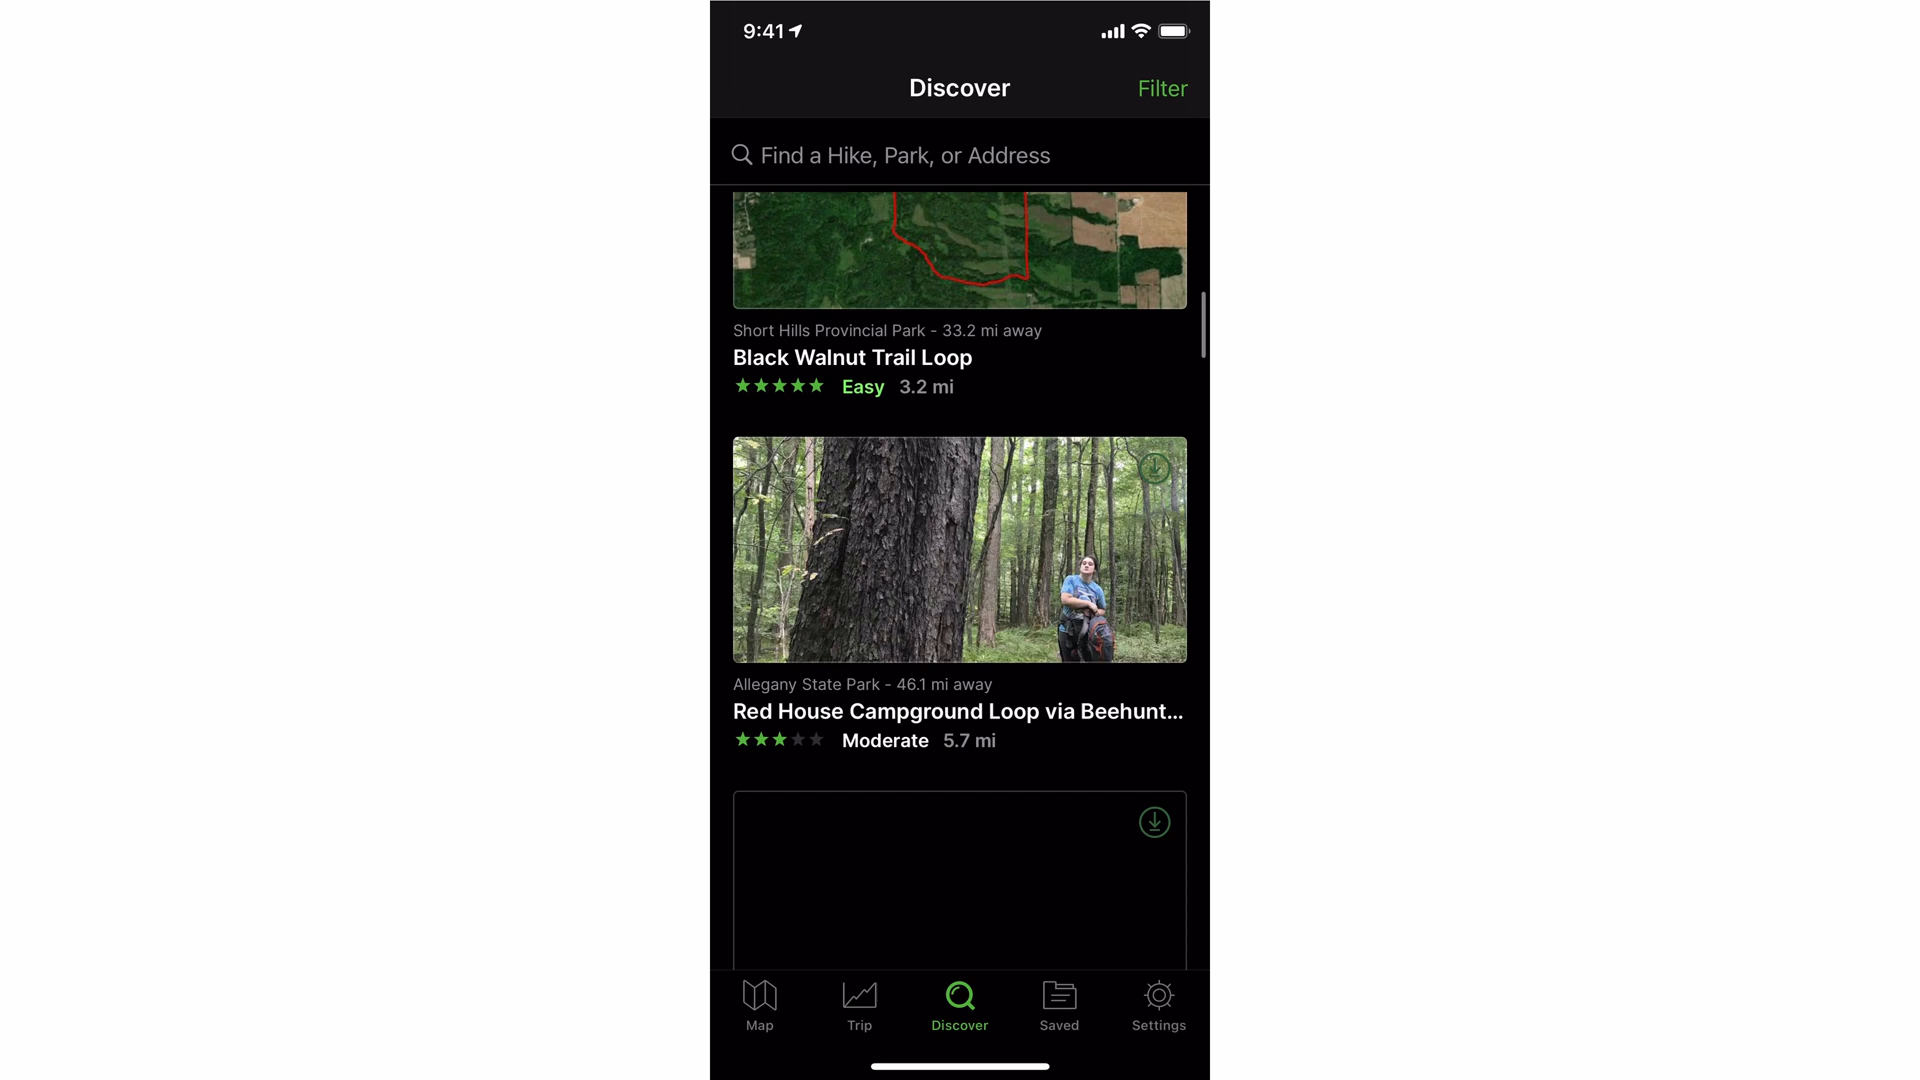 9:41
Discover
Filter
Find a Hike, Park, or Address
Short Hills Provincial Park - 33.2 mi away
Black Walnut Trail Loop
Easy 3.2 mi
Allegany State Park - 46.1 mi away
Red House Campground Loop via Beehunt...
Moderate 5.7 mi
Map Trip Discover Saved Settings